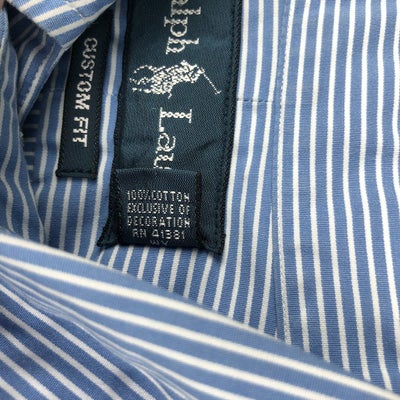 CUSTOM FIT
alph
Lau
100% COTTON
EXCLUSIVE OF
DECORATION
RN 41381